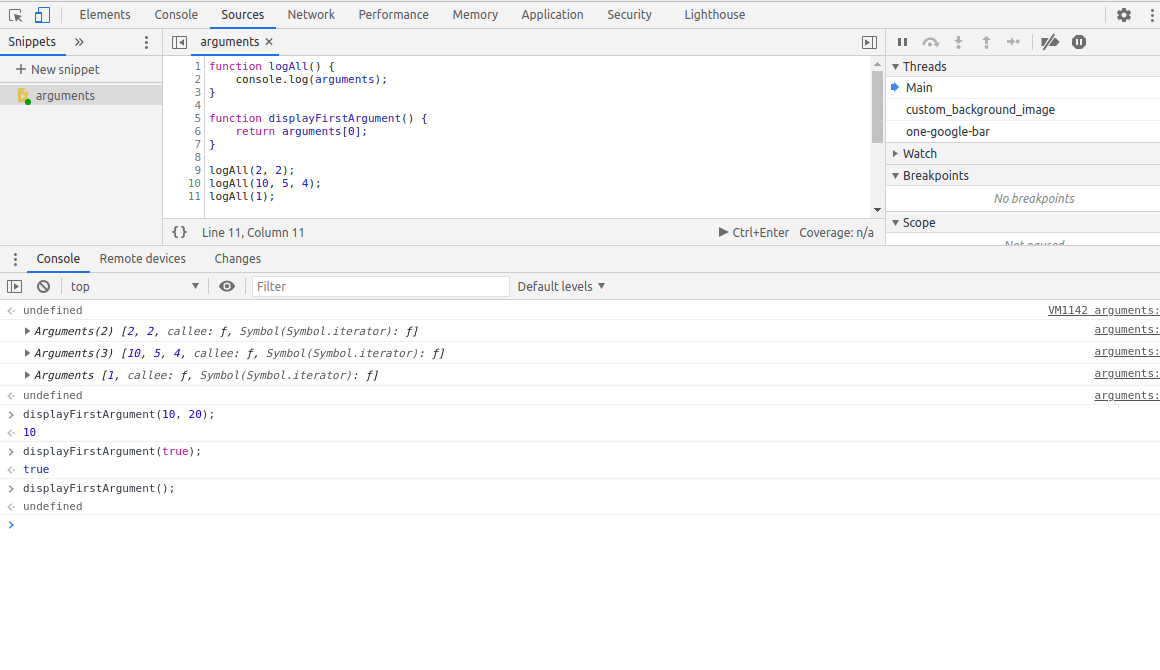 Elements Console Sources Network Performance Memory Application Security Lighthouse
Snippets
arguments ×
+ New snippet
arguments
1 function logAll() {
2 console.log(arguments);
3 }
4
5 function displayFirstArgument() {
6 return arguments[0];
7 }
8
9 logAll(2, 2);
10 logAll(10, 5, 4);
11 logAll(1);
{} Line 11, Column 11 Ctrl+Enter Coverage: n/a
Threads
Main
custom_background_image
one-google-bar
Watch
Breakpoints
No breakpoints
Scope
Not paused
Console Remote devices Changes
top Filter Default levels
undefined VM1142 arguments:
Arguments(2) [2, 2, callee: ƒ, Symbol(Symbol.iterator): ƒ] arguments:
Arguments(3) [10, 5, 4, callee: ƒ, Symbol(Symbol.iterator): ƒ] arguments:
Arguments [1, callee: ƒ, Symbol(Symbol.iterator): ƒ] arguments:
undefined arguments:
> displayFirstArgument(10, 20);
10
> displayFirstArgument(true);
true
> displayFirstArgument();
undefined
>